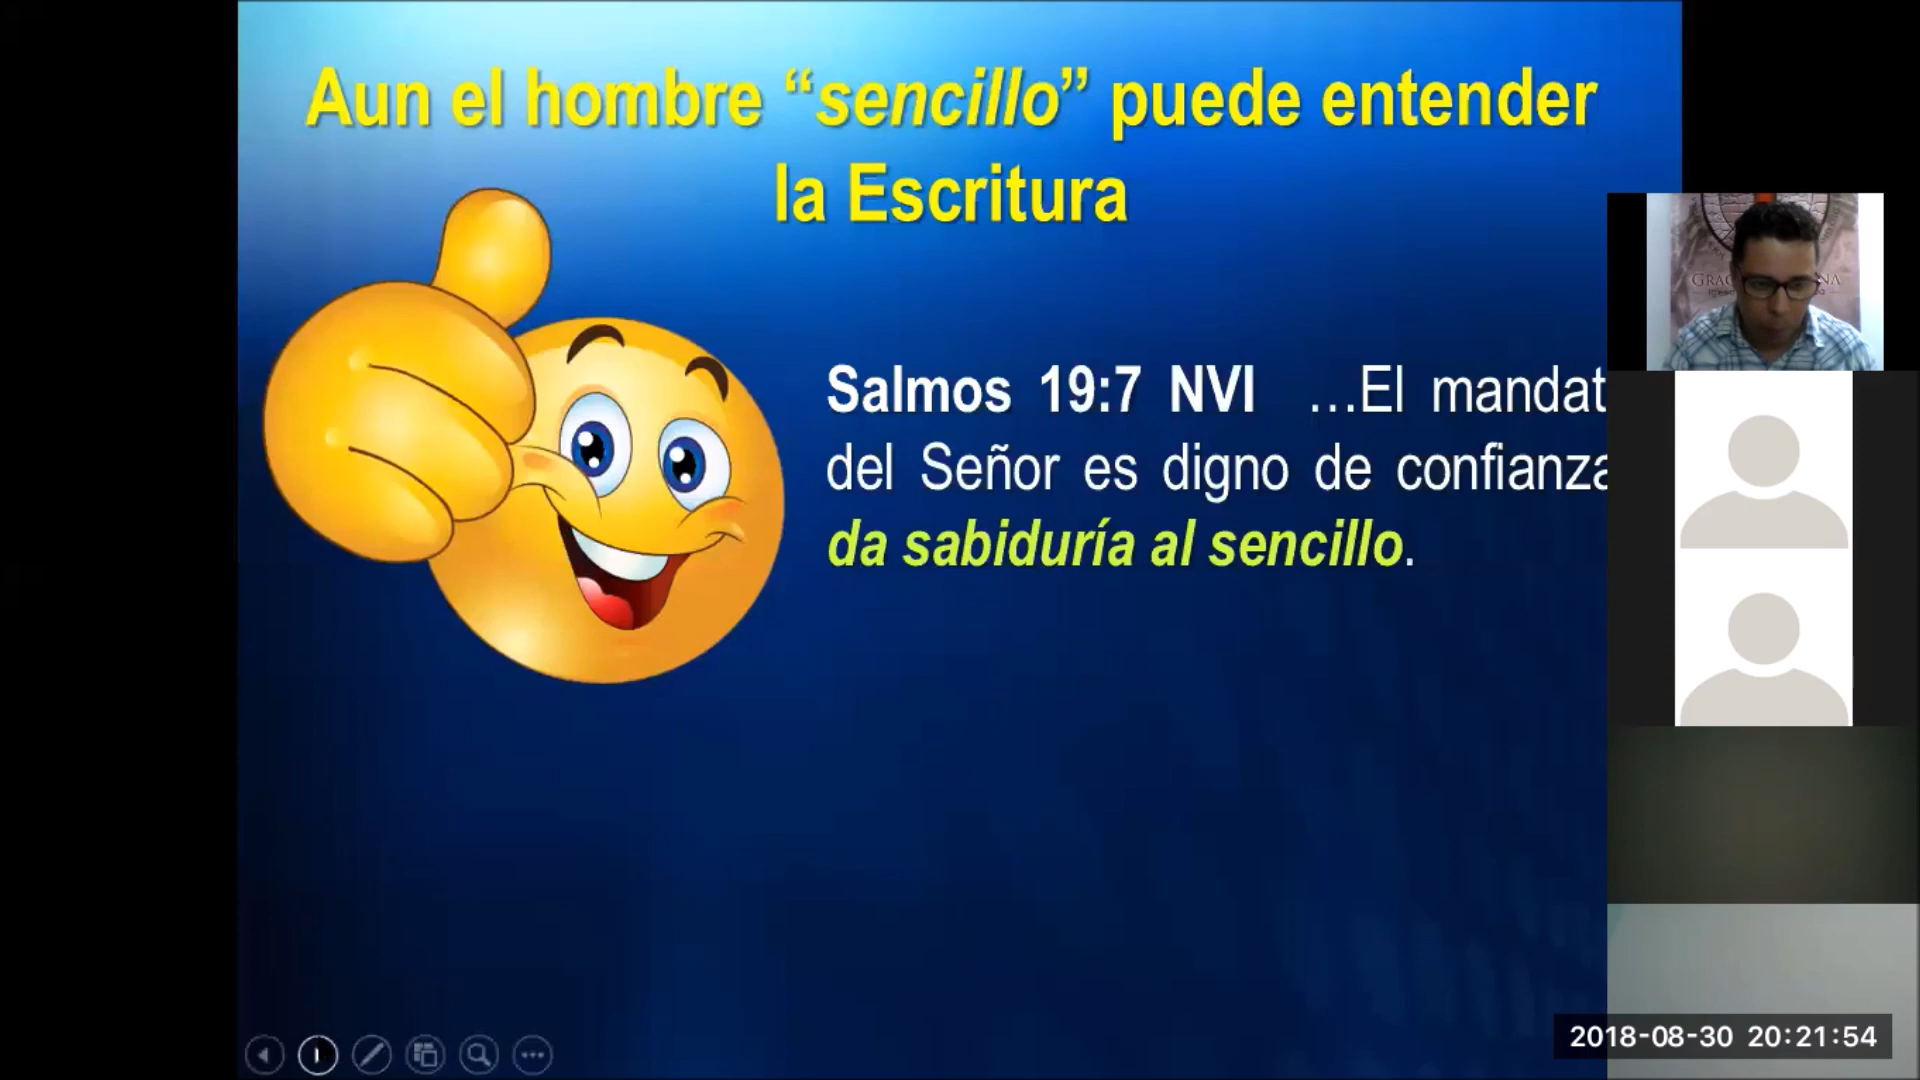 Aun el hombre “sencillo” puede entender
la Escritura
Salmos 19:7 NVI …El mandat
del Señor es digno de confianza
da sabiduría al sencillo.
2018-08-30 20:21:54